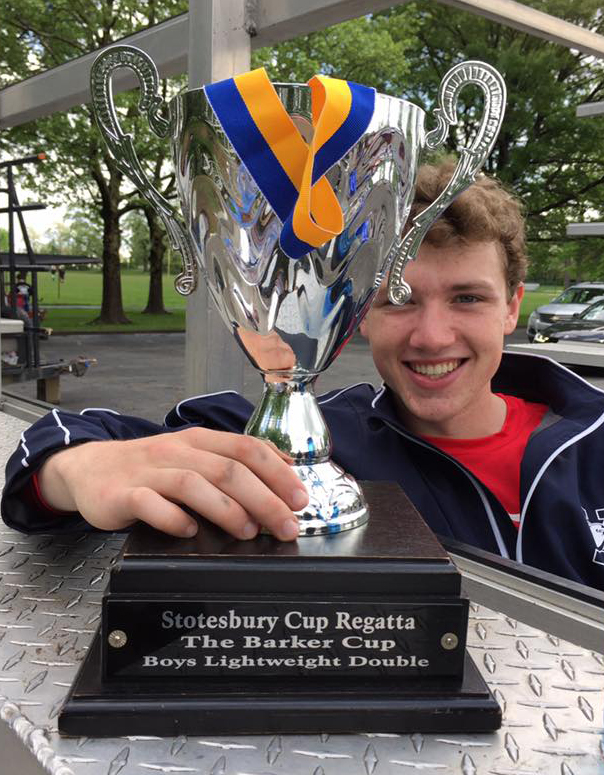 Stotesbury Cup Regatta
The Barker Cup
Boys Lightweight Double